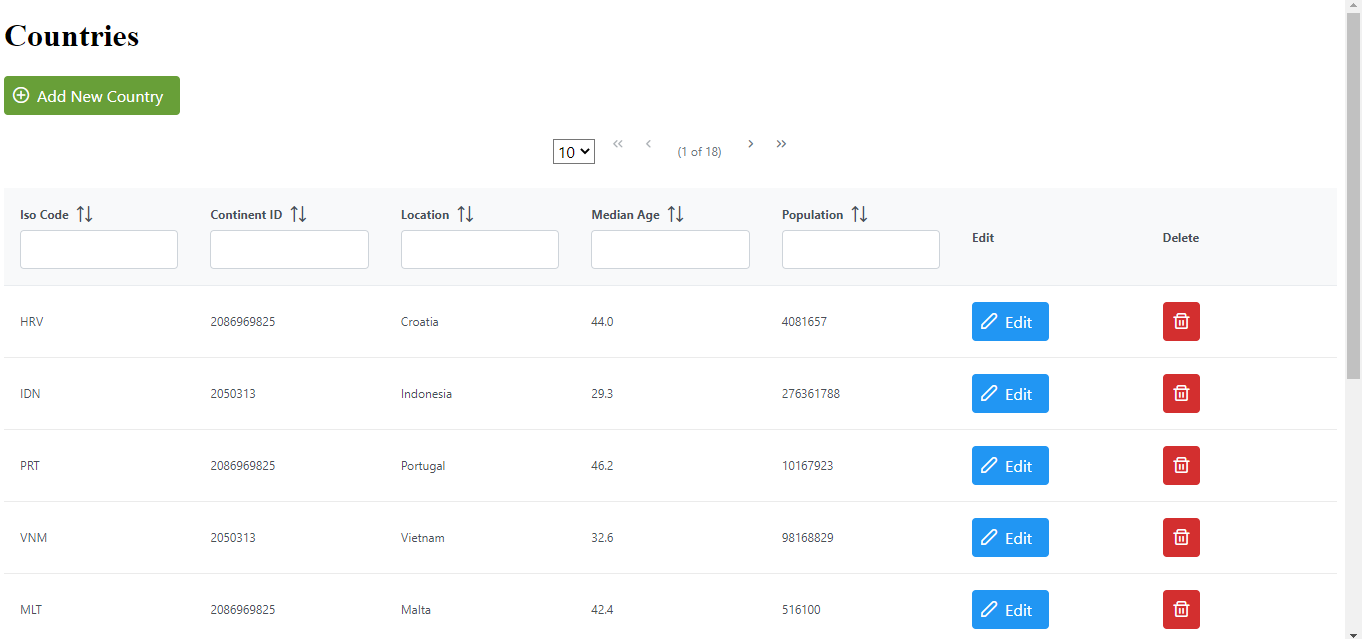 Countries
Add New Country
10 (1 of 18)
Iso Code Continent ID Location Median Age Population Edit Delete
HRV 2086969825 Croatia 44.0 4081657 Edit
IDN 2050313 Indonesia 29.3 276361788 Edit
PRT 2086969825 Portugal 46.2 10167923 Edit
VNM 2050313 Vietnam 32.6 98168829 Edit
MLT 2086969825 Malta 42.4 516100 Edit